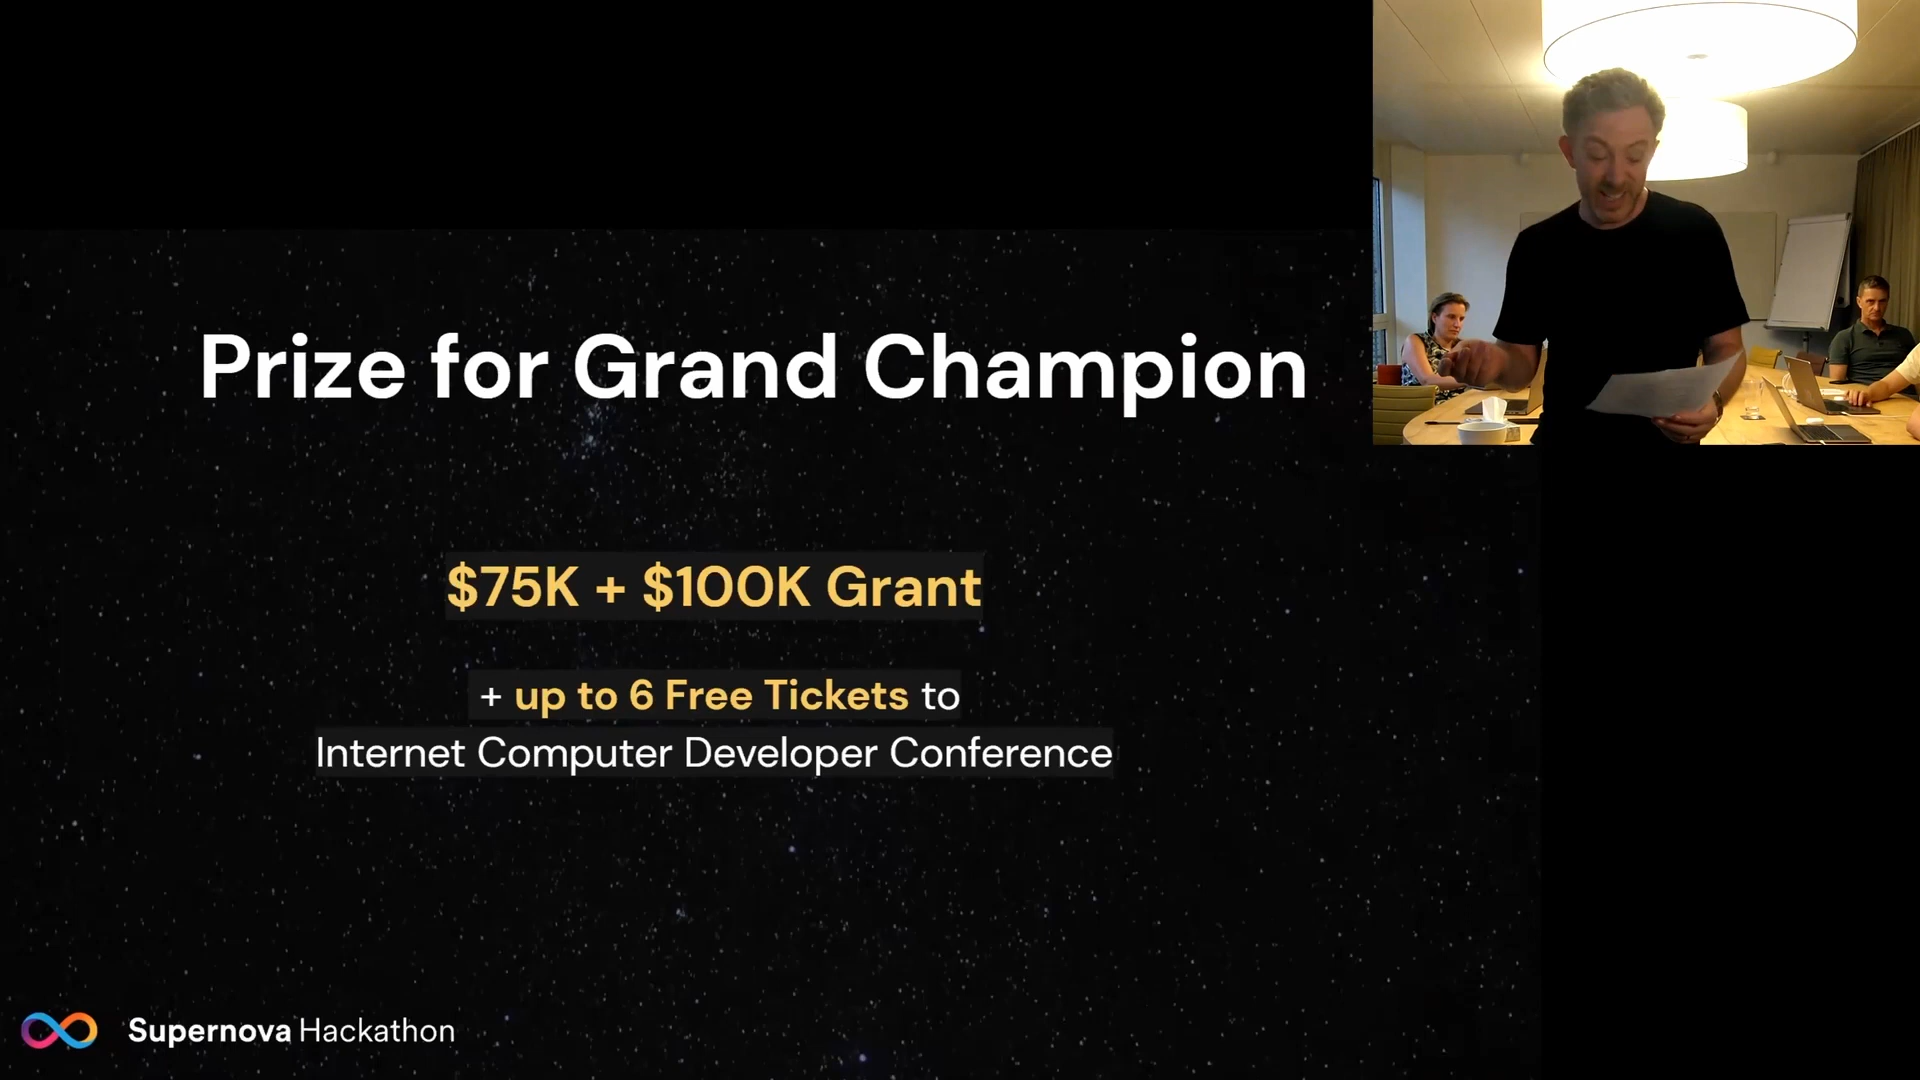 Prize for Grand Champion
$75K + $100K Grant
+ up to 6 Free Tickets to
Internet Computer Developer Conference
Supernova Hackathon